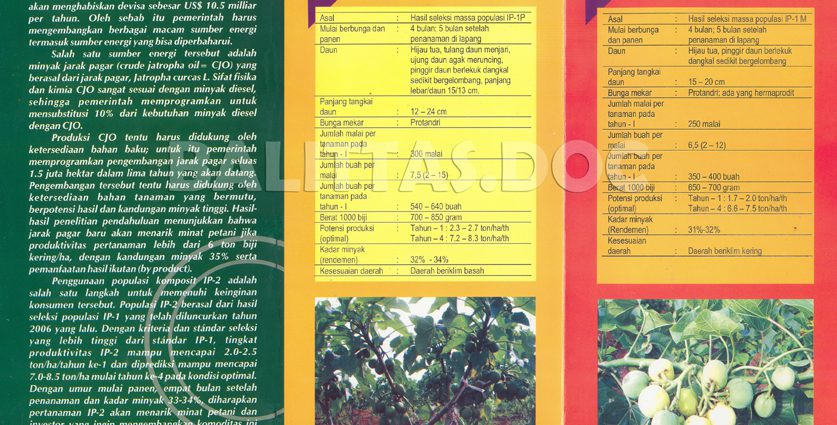 akan menghabiskan devisa sebesar US$ 10.5 milliar
per tahun. Oleh sebab itu pemerintah harus
mengembangkan berbagai macam sumber energi
termasuk sumber energi yang bisa diperbaharui.
Salah satu sumber energi tersebut adalah
minyak jarak pagar (crude jatropha oil = CJO) yang
berasal dari jarak pagar, Jatropha curcas L. Sifat fisika
dan kimia CJO sangat sesuai dengan minyak diesel,
sehingga pemerintah memprogramkan untuk
mensubstitusi 10% dari kebutuhan minyak diesel
dengan CJO.
Produksi CJO tentu harus didukung oleh
ketersediaan bahan baku; untuk itu pemerintah
memprogramkan pengembangan jarak pagar seluas
1.5 juta hektar dalam lima tahun yang akan datang.
Pengembangan tersebut tentu harus didukung oleh
ketersediaan bahan tanaman yang bermutu,
berpotensi hasil dan kandungan minyak tinggi. Hasil-
hasil penelitian pendahuluan menunjukkan bahwa
jarak pagar baru akan menarik minat petani jika
produktivitas pertanaman lebih dari 6 ton biji
kering/ha, dengan kandungan minyak 35% serta
pemanfaatan hasil ikutan (by product).
Penggunaan populasi komposit IP-2 adalah
salah satu langkah untuk memenuhi keinginan
konsumen tersebut. Populasi IP-2 berasal dari hasil
seleksi populasi IP-1 yang telah diluncurkan tahun
2006 yang lalu. Dengan kriteria dan standar seleksi
yang lebih tinggi dari standar IP-1, tingkat
produktivitas IP-2 mampu mencapai 2.0-2.5
ton/ha/tahun ke-1 dan diprediksi mampu mencapai
7.0-8.5 ton/ha mulai tahun ke-4 pada kondisi optimal.
Dengan umur mulai panen, empat bulan setelah
penanaman dan kadar minyak 33-34%, diharapkan
pertanaman IP-2 akan menarik minat petani dan
investor yang ingin mengembangkan komoditas ini
Asal : Hasil seleksi massa populasi IP-1P
Mulai berbunga dan : 4 bulan; 5 bulan setelah
panen penanaman di lapang
Daun : Hijau tua, tulang daun menjari,
ujung daun agak meruncing,
pinggir daun berlekuk dangkal
sedikit bergelombang, panjang
lebar/daun 15/13 cm.
Panjang tangkai
daun : 12 – 24 cm
Bunga mekar : Protandri
Jumlah malai per
tanaman pada
tahun - I : 300 malai
Jumlah buah per
malai : 7.5 (2 – 15)
Jumlah buah per
tanaman pada
tahun - I : 540 – 640 buah
Berat 1000 biji : 700 – 850 gram
Potensi produksi : Tahun – 1 : 2.3 – 2.7 ton/ha/th
(optimal) Tahun – 4 : 7.2 – 8.3 ton/ha/th
Kadar minyak
(rendemen) : 32% - 34%
Kesesuaian daerah : Daerah beriklim basah
Asal : Hasil seleksi massa populasi IP-1 M
Mulai berbunga : 4 bulan; 5 bulan setelah
dan panen penanaman di lapang
Daun : Hijau tua, pinggir daun berlekuk
dangkal sedikit bergelombang
Panjang tangkai
daun : 15 – 20 cm
Bunga mekar : Protandri: ada yang hermaprodit
Jumlah malai per
tanaman pada
tahun - I : 250 malai
Jumlah buah per
malai : 6,5 (2 – 12)
Jumlah buah per
tanaman pada
tahun - I : 350 – 400 buah
Berat 1000 biji : 650 – 700 gram
Potensi produksi : Tahun – 1 : 1.7 – 2.0 ton/ha/th
(optimal) Tahun – 4 : 6.6 – 7.5 ton/ha/th
Kadar minyak
(Rendemen) : 31%-32%
Kesesuaian
daerah : Daerah beriklim kering
BALITTAS.DOC